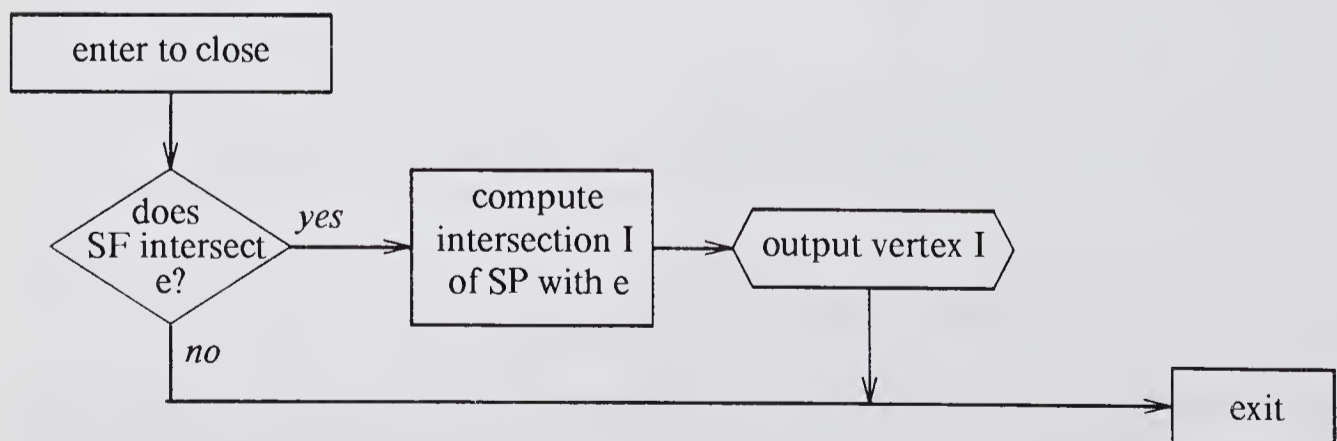 enter to close
does
SF intersect
e?
yes
no
compute
intersection I
of SP with e
output vertex I
exit